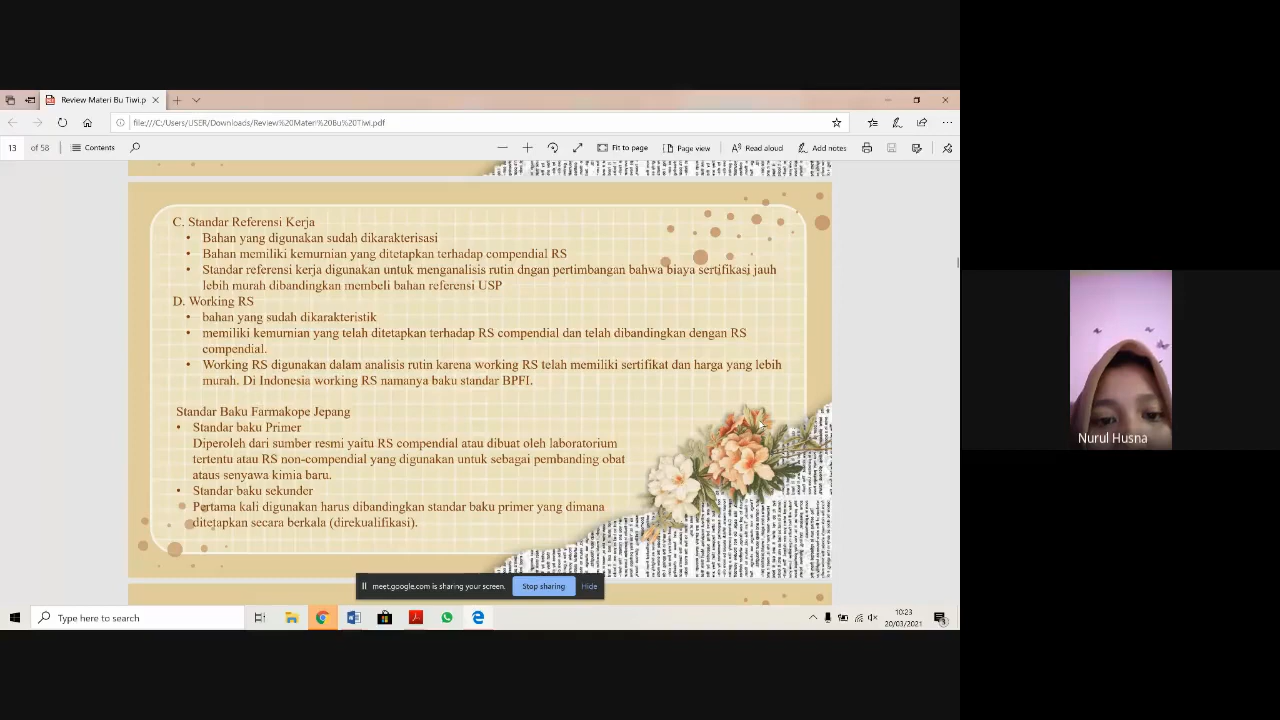 Review Materi Bu Tiwi.p
file:///C:/Users/USER/Downloads/Review%20Materi%20Bu%20Tiwi.pdf
13 of 58 Contents Fit to page Page view Read aloud Add notes
C. Standar Referensi Kerja
• Bahan yang digunakan sudah dikarakterisasi
• Bahan memiliki kemurnian yang ditetapkan terhadap compendial RS
• Standar referensi kerja digunakan untuk menganalisis rutin dngan pertimbangan bahwa biaya sertifikasi jauh
lebih murah dibandingkan membeli bahan referensi USP
D. Working RS
• bahan yang sudah dikarakteristik
• memiliki kemurnian yang telah ditetapkan terhadap RS compendial dan telah dibandingkan dengan RS
compendial.
• Working RS digunakan dalam analisis rutin karena working RS telah memiliki sertifikat dan harga yang lebih
murah. Di Indonesia working RS namanya baku standar BPFI.
Standar Baku Farmakope Jepang
• Standar baku Primer
Diperoleh dari sumber resmi yaitu RS compendial atau dibuat oleh laboratorium
tertentu atau RS non-compendial yang digunakan untuk sebagai pembanding obat
ataus senyawa kimia baru.
• Standar baku sekunder
Pertama kali digunakan harus dibandingkan standar baku primer yang dimana
ditetapkan secara berkala (direkualifikasi).
Nurul Husna
meet.google.com is sharing your screen. Stop sharing Hide
Type here to search
10:23
20/03/2021